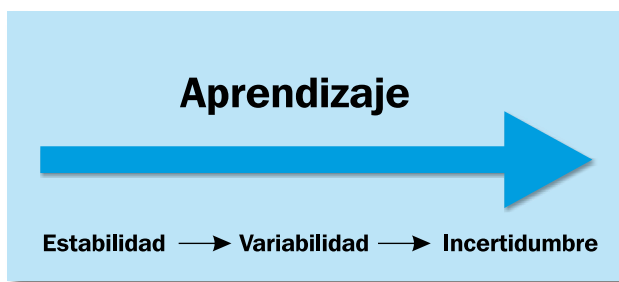 Aprendizaje
Estabilidad → Variabilidad → Incertidumbre